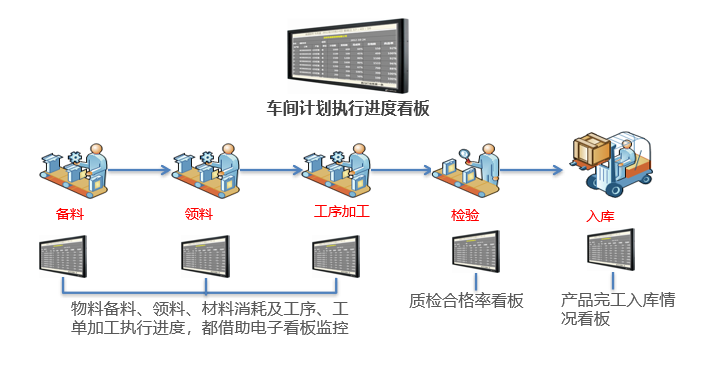 车间计划执行进度看板
备料
领料
工序加工
检验
入库
物料备料、领料、材料消耗及工序、工
单加工执行进度，都借助电子看板监控
质检合格率看板
产品完工入库情
况看板